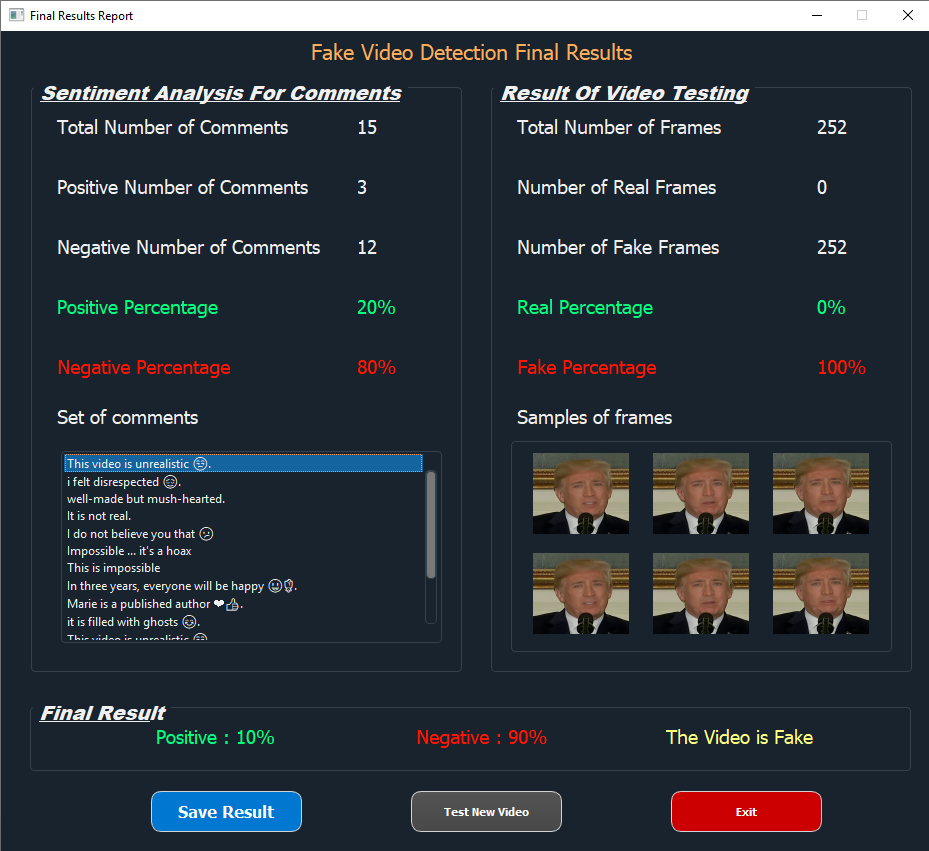 Final Results Report
Fake Video Detection Final Results
Sentiment Analysis For Comments
Total Number of Comments 15
Positive Number of Comments 3
Negative Number of Comments 12
Positive Percentage 20%
Negative Percentage 80%
Set of comments
This video is unrealistic 😒.
i felt disrespected 😔.
well-made but mush-hearted.
It is not real.
I do not believe you that 😕
Impossible ... it's a hoax
This is impossible
In three years, everyone will be happy 😀💐.
Marie is a published author ❤👍.
it is filled with ghosts 😂.
This video is unrealistic 😒
Result Of Video Testing
Total Number of Frames 252
Number of Real Frames 0
Number of Fake Frames 252
Real Percentage 0%
Fake Percentage 100%
Samples of frames
Final Result
Positive : 10% Negative : 90% The Video is Fake
Save Result Test New Video Exit